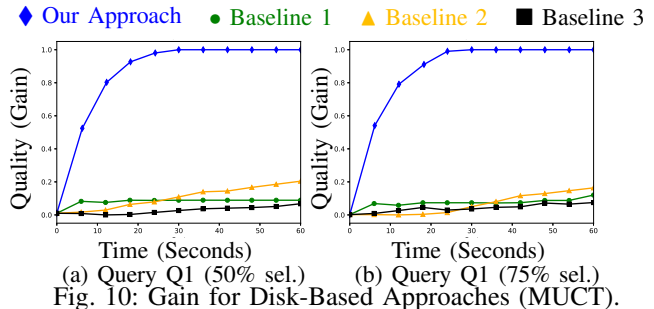 Our Approach Baseline 1 Baseline 2 Baseline 3
Quality (Gain)
1.0
0.8
0.6
0.4
0.2
0.0
0 10 20 30 40 50 60
Time (Seconds)
(a) Query Q1 (50% sel.)
Quality (Gain)
1.0
0.8
0.6
0.4
0.2
0.0
0 10 20 30 40 50 60
Time (Seconds)
(b) Query Q1 (75% sel.)
Fig. 10: Gain for Disk-Based Approaches (MUCT).